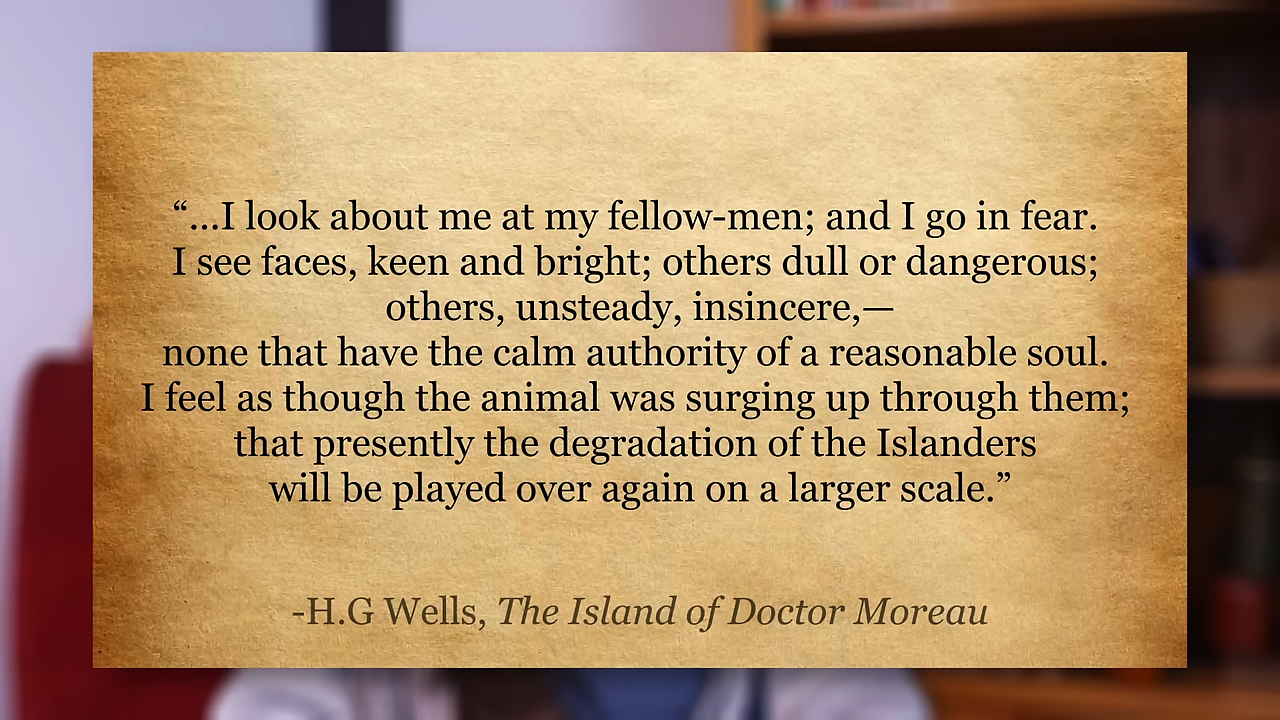 “...I look about me at my fellow-men; and I go in fear.
I see faces, keen and bright; others dull or dangerous;
others, unsteady, insincere,—
none that have the calm authority of a reasonable soul.
I feel as though the animal was surging up through them;
that presently the degradation of the Islanders
will be played over again on a larger scale.”
-H.G Wells, The Island of Doctor Moreau